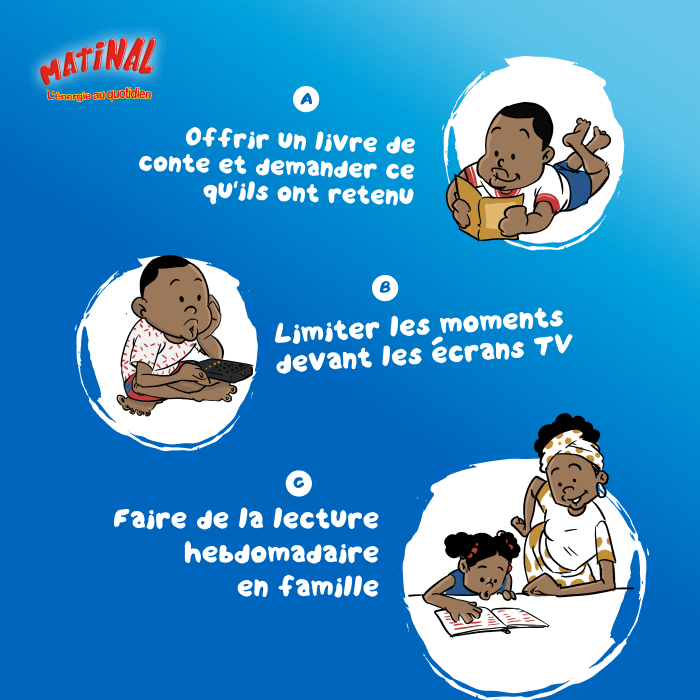 MATINAL
L'énergie au quotidien
A
Offrir un livre de
conte et demander ce
qu'ils ont retenu
B
Limiter les moments
devant les écrans TV
C
Faire de la lecture
hebdomadaire
en famille